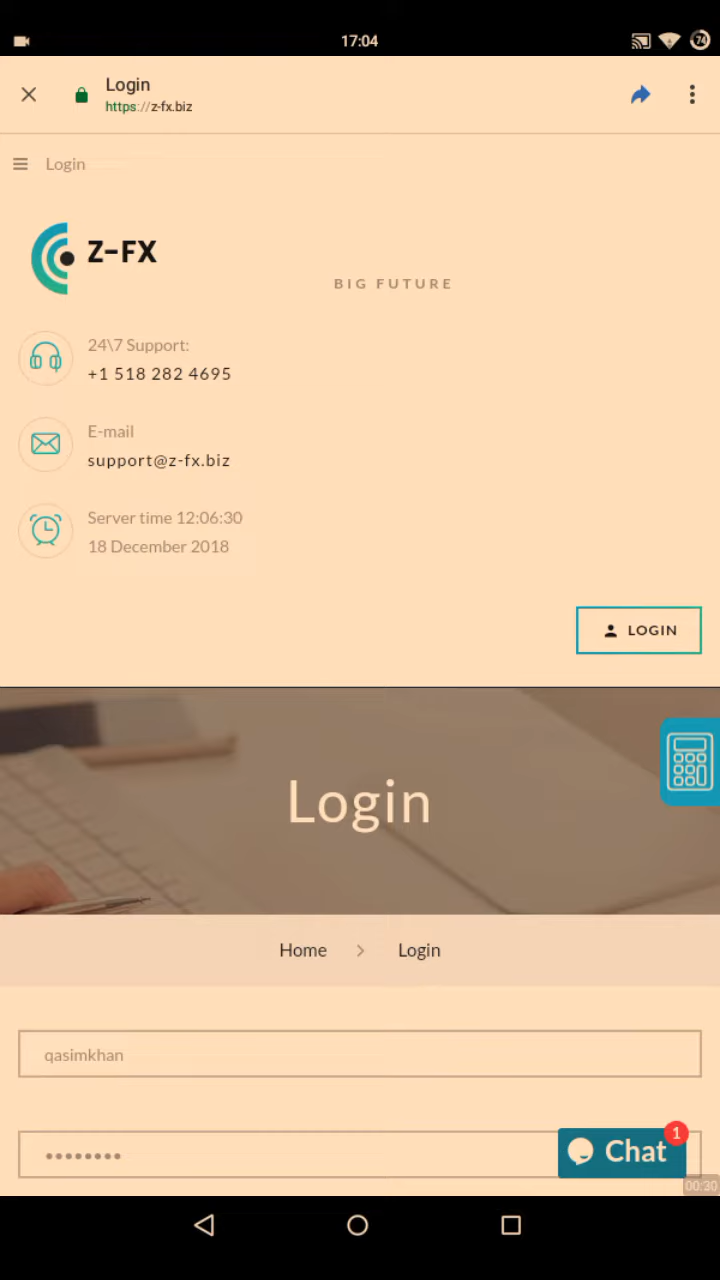 17:04
74
Login
https://z-fx.biz
Login
Z-FX
BIG FUTURE
24\7 Support:
+1 518 282 4695
E-mail
support@z-fx.biz
Server time 12:06:30
18 December 2018
LOGIN
Login
Home > Login
qasimkhan
••••••••
Chat
1
00:30